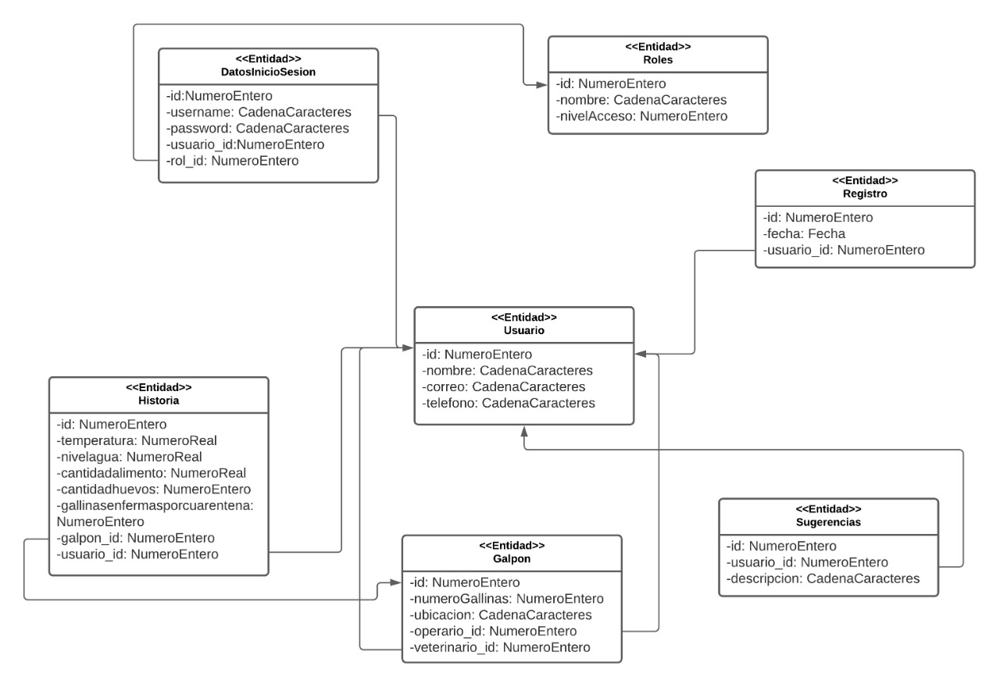 <<Entidad>>
DatosInicioSesion
-id:NumeroEntero
-username: CadenaCaracteres
-password: CadenaCaracteres
-usuario_id:NumeroEntero
-rol_id: NumeroEntero
<<Entidad>>
Roles
-id: NumeroEntero
-nombre: CadenaCaracteres
-nivelAcceso: NumeroEntero
<<Entidad>>
Registro
-id: NumeroEntero
-fecha: Fecha
-usuario_id: NumeroEntero
<<Entidad>>
Usuario
-id: NumeroEntero
-nombre: CadenaCaracteres
-correo: CadenaCaracteres
-telefono: CadenaCaracteres
<<Entidad>>
Historia
-id: NumeroEntero
-temperatura: NumeroReal
-nivelagua: NumeroReal
-cantidadalimento: NumeroReal
-cantidadhuevos: NumeroEntero
-gallinasenfermasporcuarentena:
NumeroEntero
-galpon_id: NumeroEntero
-usuario_id: NumeroEntero
<<Entidad>>
Galpon
-id: NumeroEntero
-numeroGallinas: NumeroEntero
-ubicacion: CadenaCaracteres
-operario_id: NumeroEntero
-veterinario_id: NumeroEntero
<<Entidad>>
Sugerencias
-id: NumeroEntero
-usuario_id: NumeroEntero
-descripcion: CadenaCaracteres